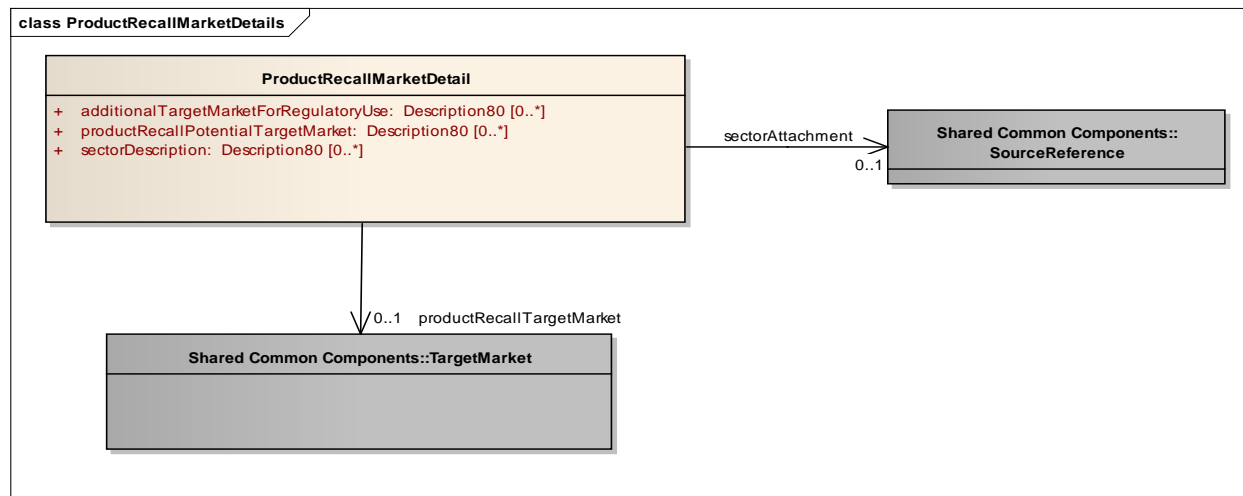 class ProductRecallMarketDetails
ProductRecallMarketDetail
+ additionalTargetMarketForRegulatoryUse: Description80 [0..*]
+ productRecallPotentialTargetMarket: Description80 [0..*]
+ sectorDescription: Description80 [0..*]
sectorAttachment
0..1
Shared Common Components::
SourceReference
0..1 productRecallTargetMarket
Shared Common Components::TargetMarket